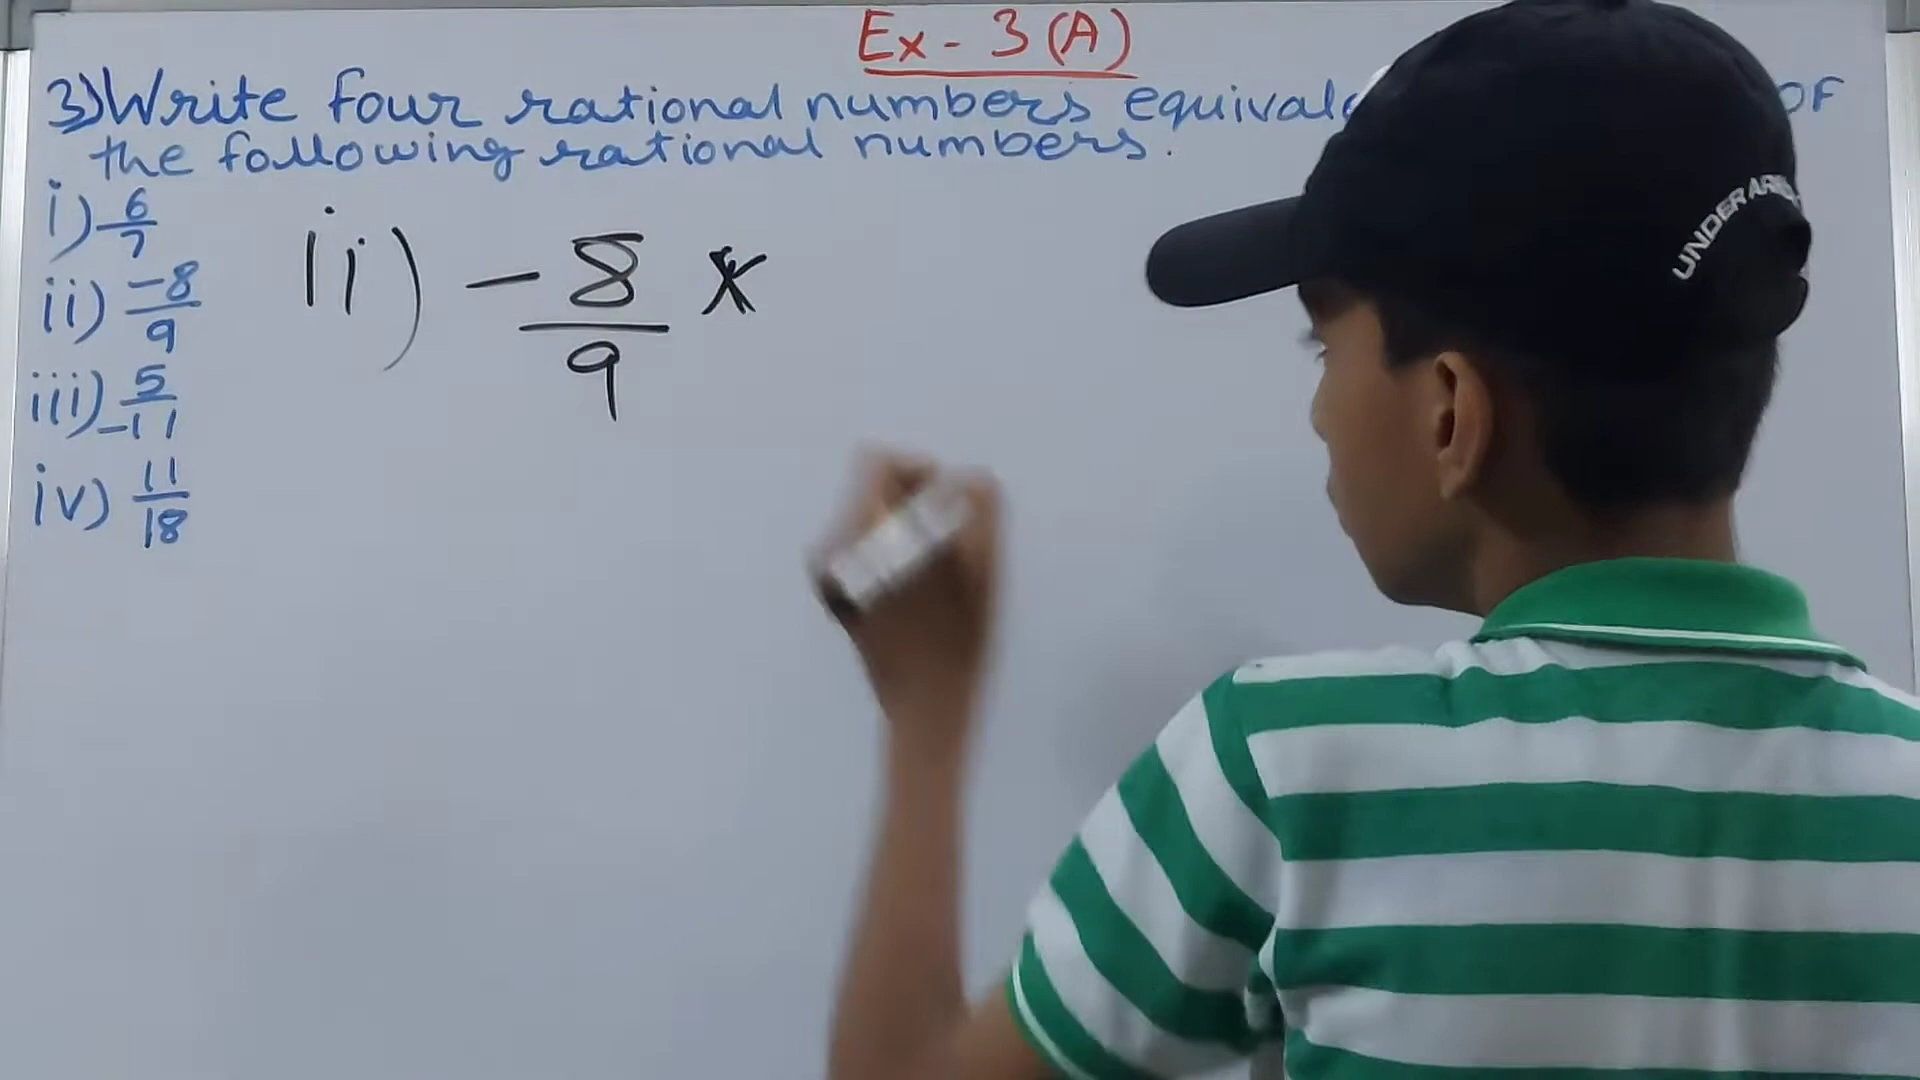 Ex - 3 (A)
3) Write four rational numbers OF
the following rational numbers.
i) 6/7
ii) -8/9
iii) 5/-11
iv) 11/18
ii) -8/9 ×
UNDER